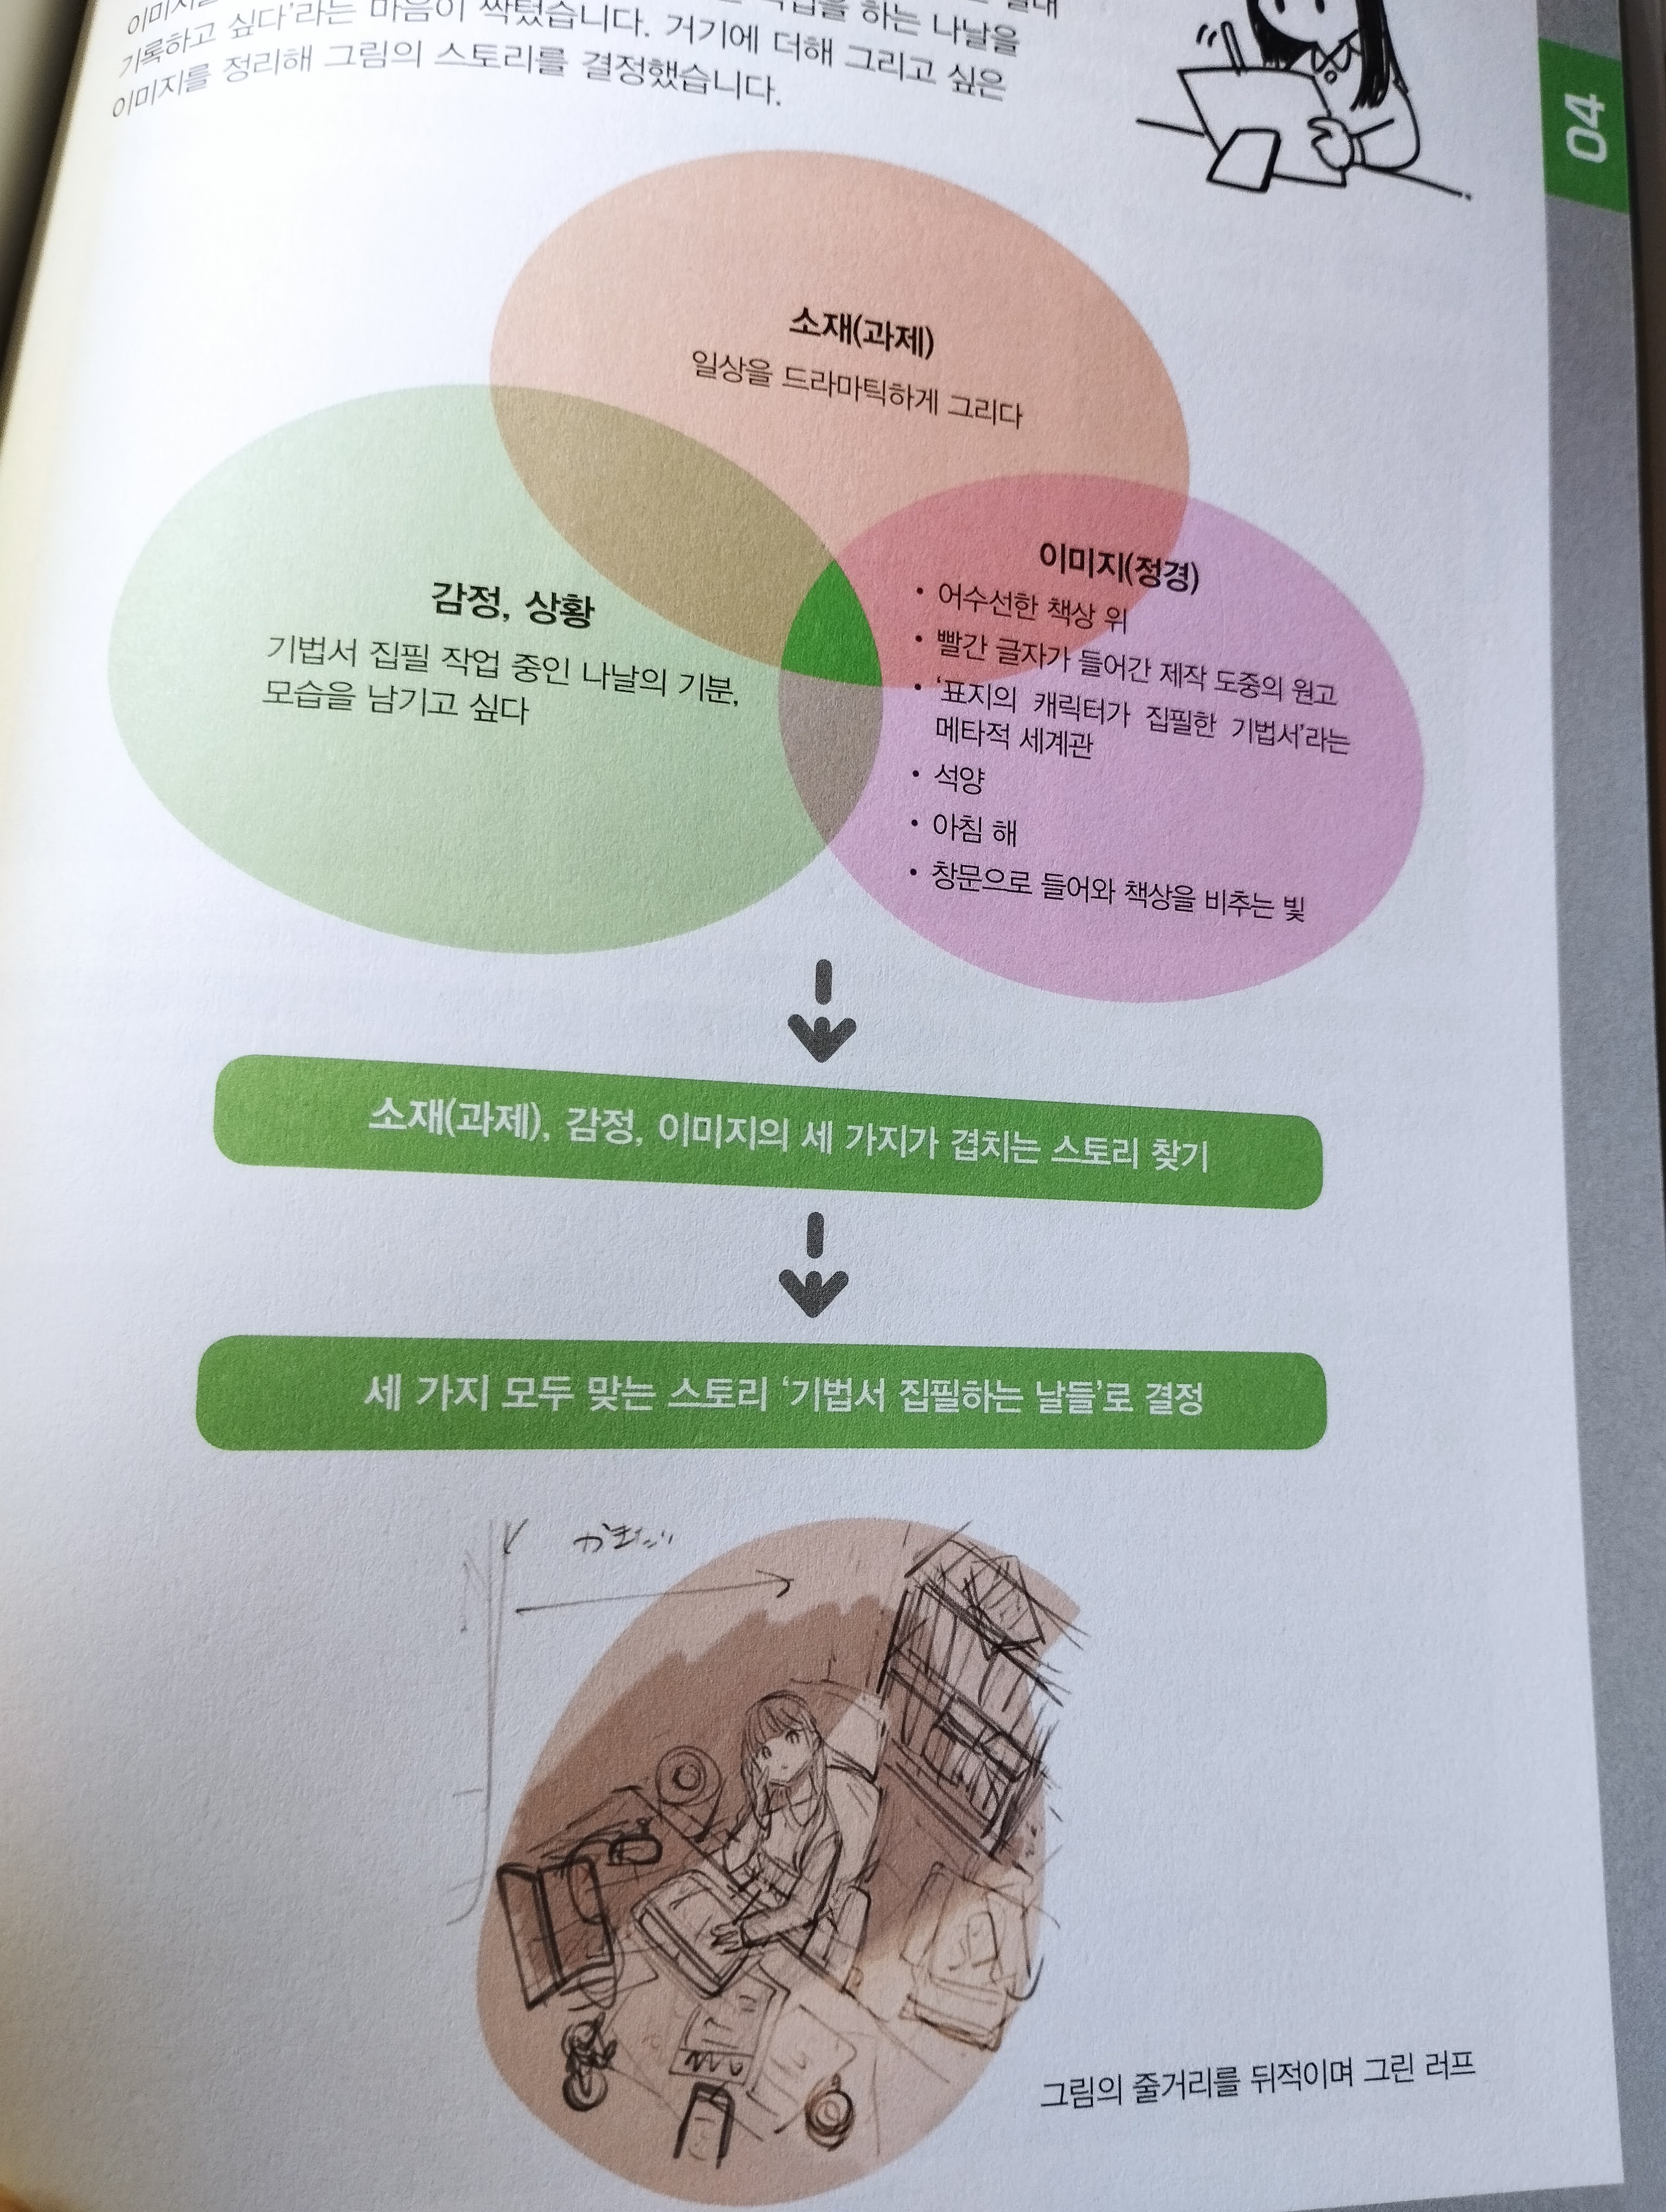 하는 나날을
기록하고 싶다'라는 마음이 싹텄습니다. 거기에 더해 그리고 싶은
이미지를 정리해 그림의 스토리를 결정했습니다.
04
소재(과제)
일상을 드라마틱하게 그리다
감정, 상황
기법서 집필 작업 중인 나날의 기분,
모습을 남기고 싶다
이미지(정경)
• 어수선한 책상 위
• 빨간 글자가 들어간 제작 도중의 원고
• '표지의 캐릭터가 집필한 기법서'라는
메타적 세계관
• 석양
• 아침 해
• 창문으로 들어와 책상을 비추는 빛
소재(과제), 감정, 이미지의 세 가지가 겹치는 스토리 찾기
세 가지 모두 맞는 스토리 '기법서 집필하는 날들'로 결정
그림의 줄거리를 뒤적이며 그린 러프